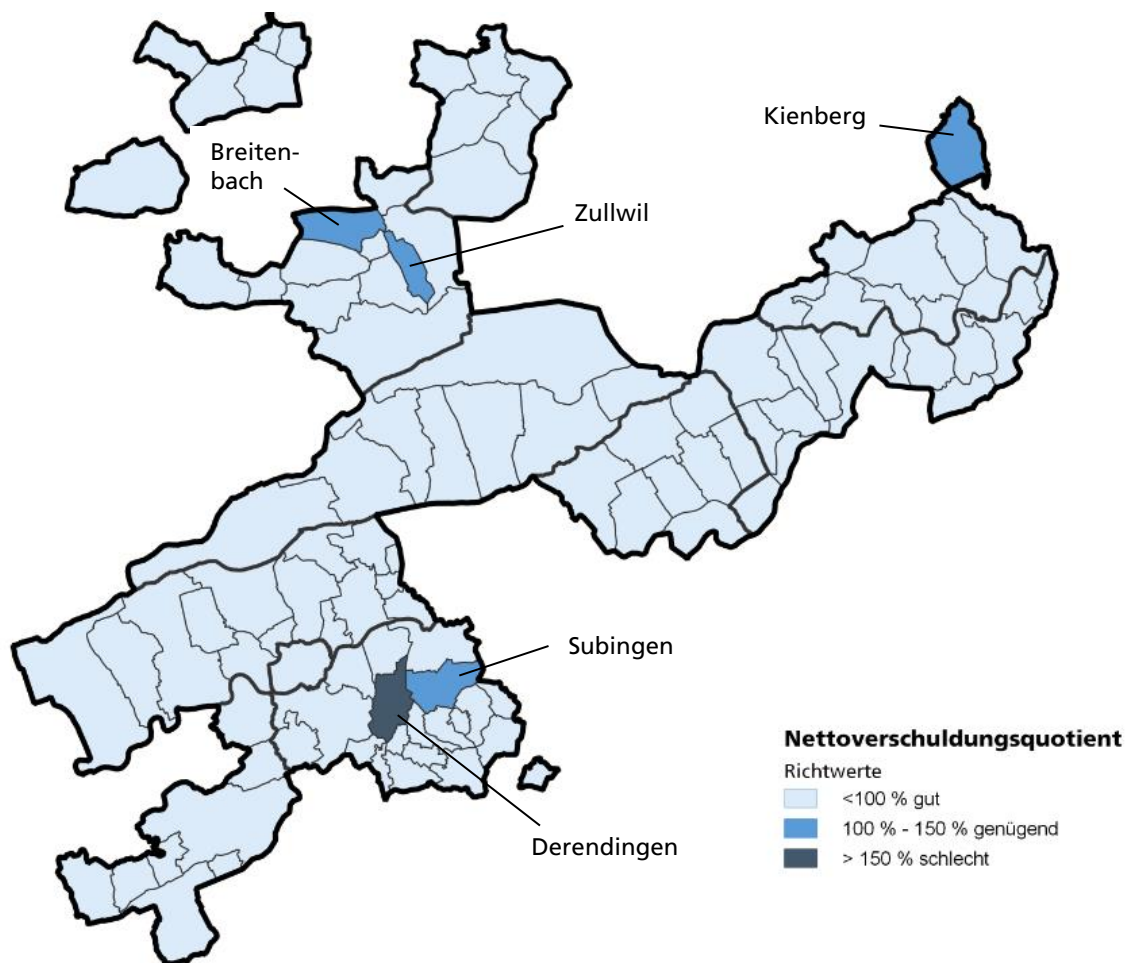 Kienberg
Breiten-
bach
Zullwil
Subingen
Derendingen
Nettoverschuldungsquotient
Richtwerte
<100 % gut
100 % - 150 % genügend
> 150 % schlecht